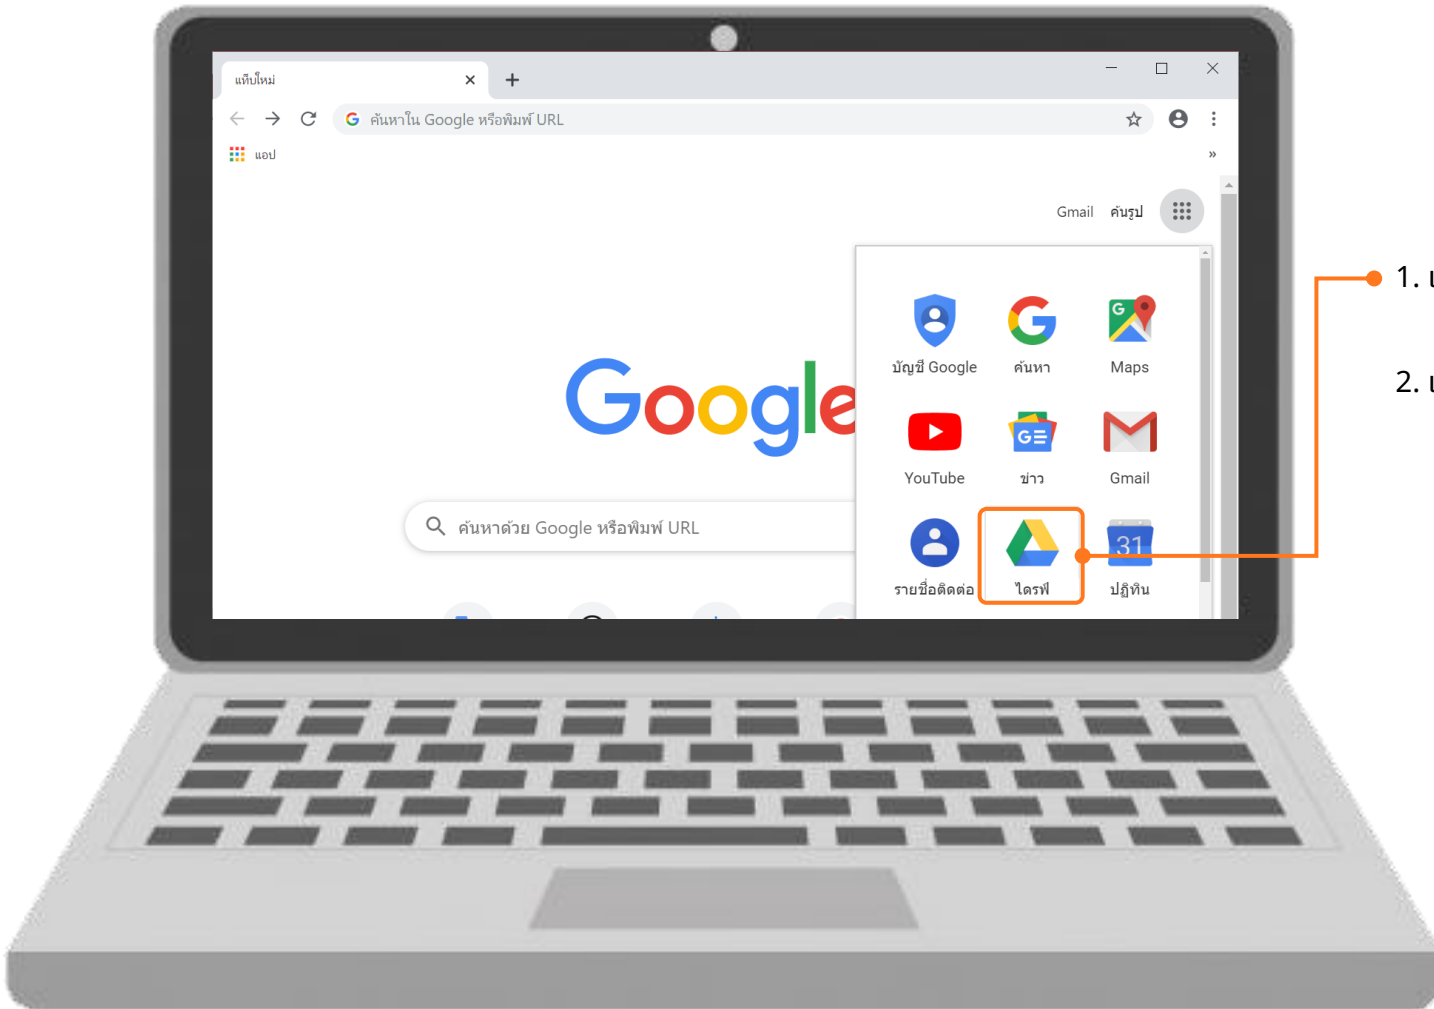 แท็บใหม่
ค้นหาใน Google หรือพิมพ์ URL
แอป
Gmail ค้นรูป
Google
บัญชี Google ค้นหา Maps
YouTube ข่าว Gmail
ค้นหาด้วย Google หรือพิมพ์ URL
31
รายชื่อติดต่อ ไดรฟ์ ปฏิทิน
1.
2.